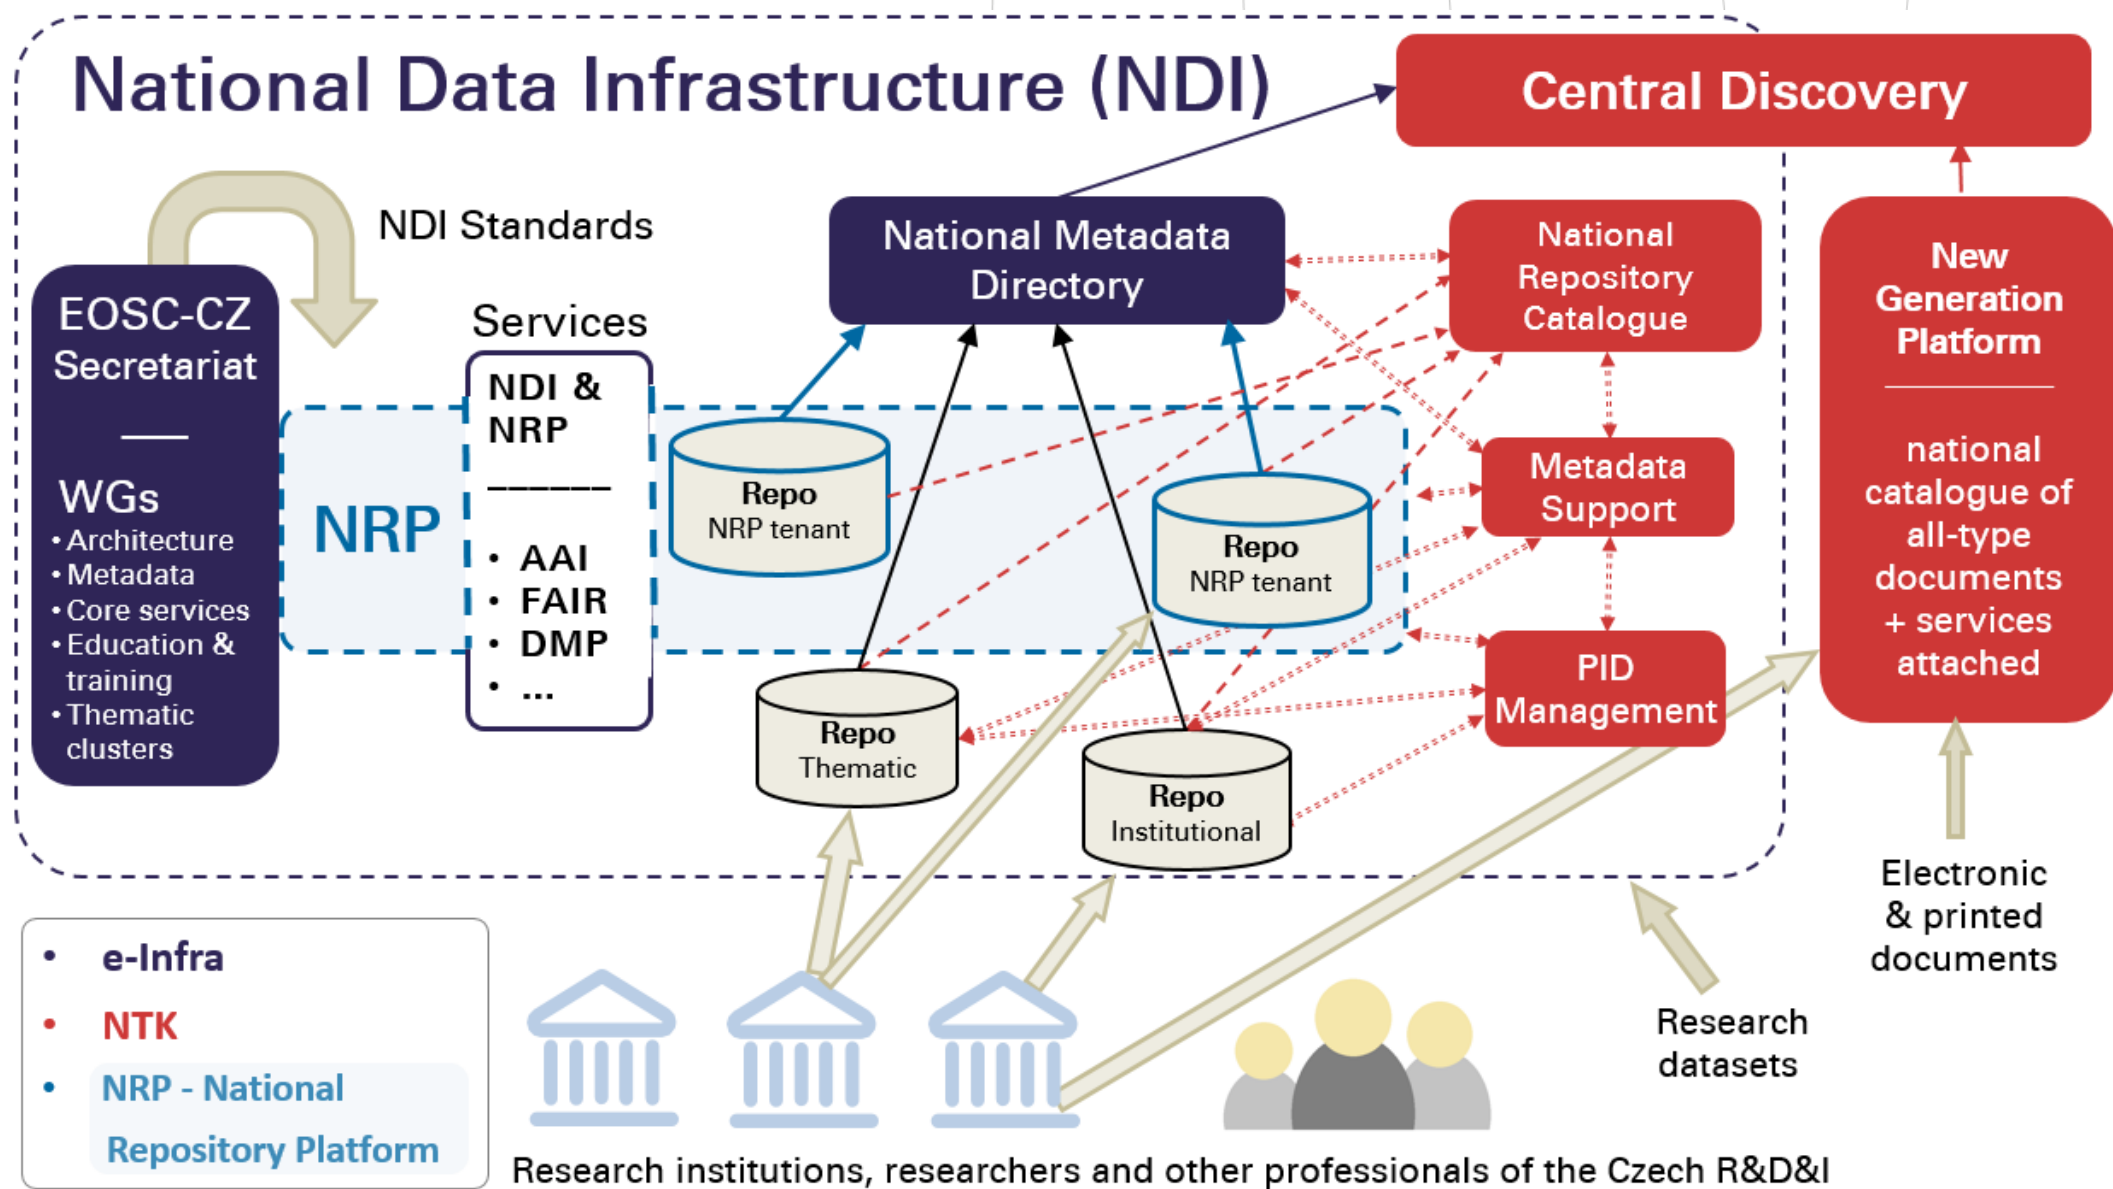 National Data Infrastructure (NDI)
Central Discovery
NDI Standards
EOSC-CZ
Secretariat
WGs
• Architecture
• Metadata
• Core services
• Education &
training
• Thematic
clusters
NRP
Services
NDI &
NRP
• AAI
• FAIR
• DMP
• ...
National Metadata
Directory
Repo
NRP tenant
Repo
NRP tenant
Repo
Thematic
Repo
Institutional
National
Repository
Catalogue
Metadata
Support
PID
Management
New
Generation
Platform
national
catalogue of
all-type
documents
+ services
attached
Electronic
& printed
documents
Research
datasets
• e-Infra
• NTK
• NRP - National
Repository Platform
Research institutions, researchers and other professionals of the Czech R&D&I